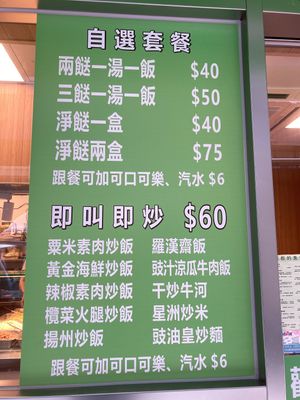 自選套餐
兩餸一湯一飯 $40
三餸一湯一飯 $50
淨餸一盒 $40
淨餸兩盒 $75
跟餐可加可口可樂、汽水 $6
即叫即炒 $60
粟米素肉炒飯 羅漢齋飯
黃金海鮮炒飯 豉汁涼瓜牛肉飯
辣椒素肉炒飯 干炒牛河
欖菜火腿炒飯 星洲炒米
揚州炒飯 豉油皇炒麵
跟餐可加可口可樂、汽水 $6